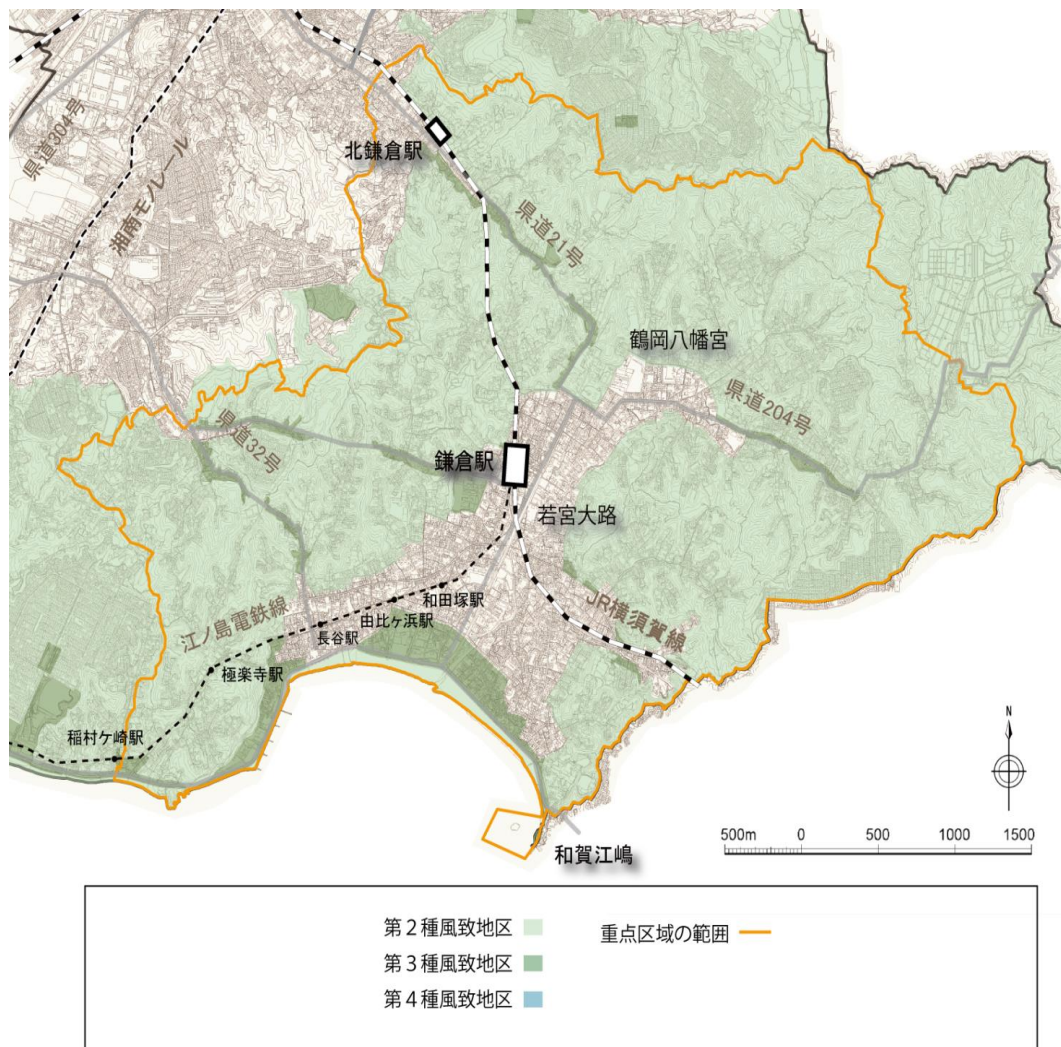 県道304号
湘南モノレール
北鎌倉駅
県道21号
鶴岡八幡宮
県道204号
県道32号
鎌倉駅
若宮大路
和田塚駅
由比ヶ浜駅
長谷駅
JR横須賀線
江ノ島電鉄線
極楽寺駅
稲村ケ崎駅
和賀江嶋
N
500m 0 500 1000 1500
第2種風致地区
第3種風致地区
第4種風致地区
重点区域の範囲